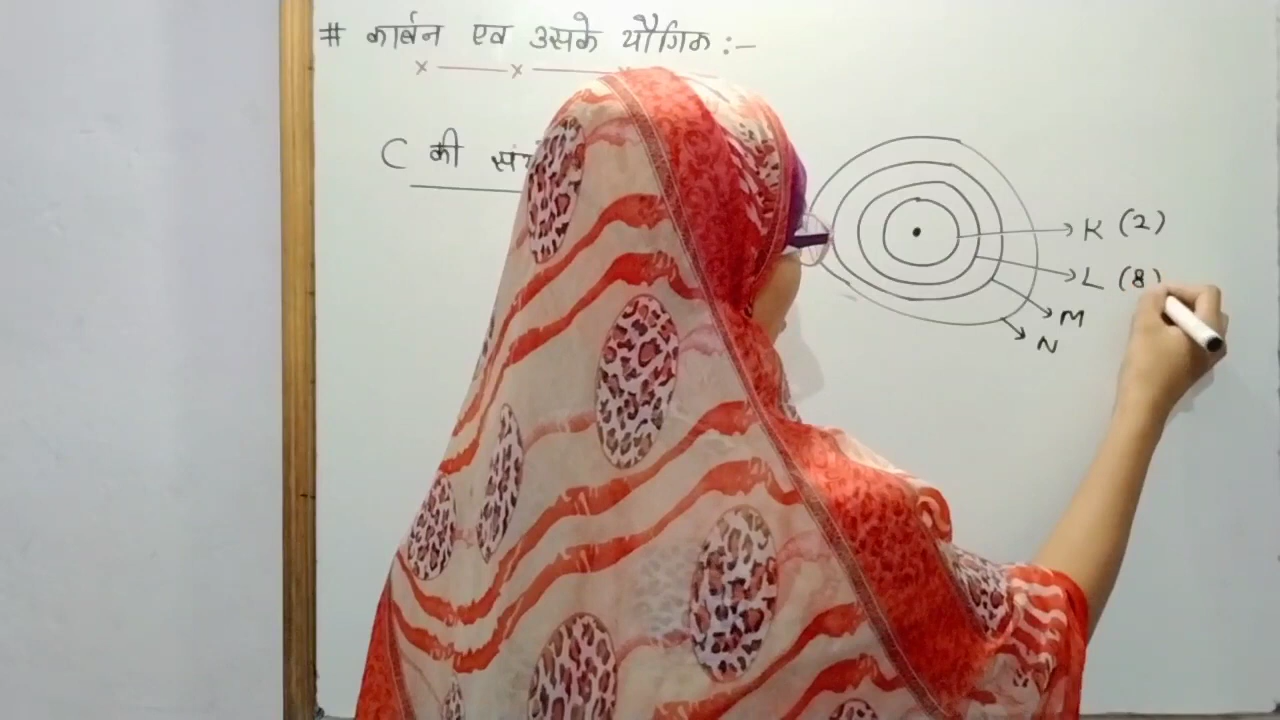 # कार्बन एव उसके यौगिक :-
C की
K (2)
L (8)
M
N